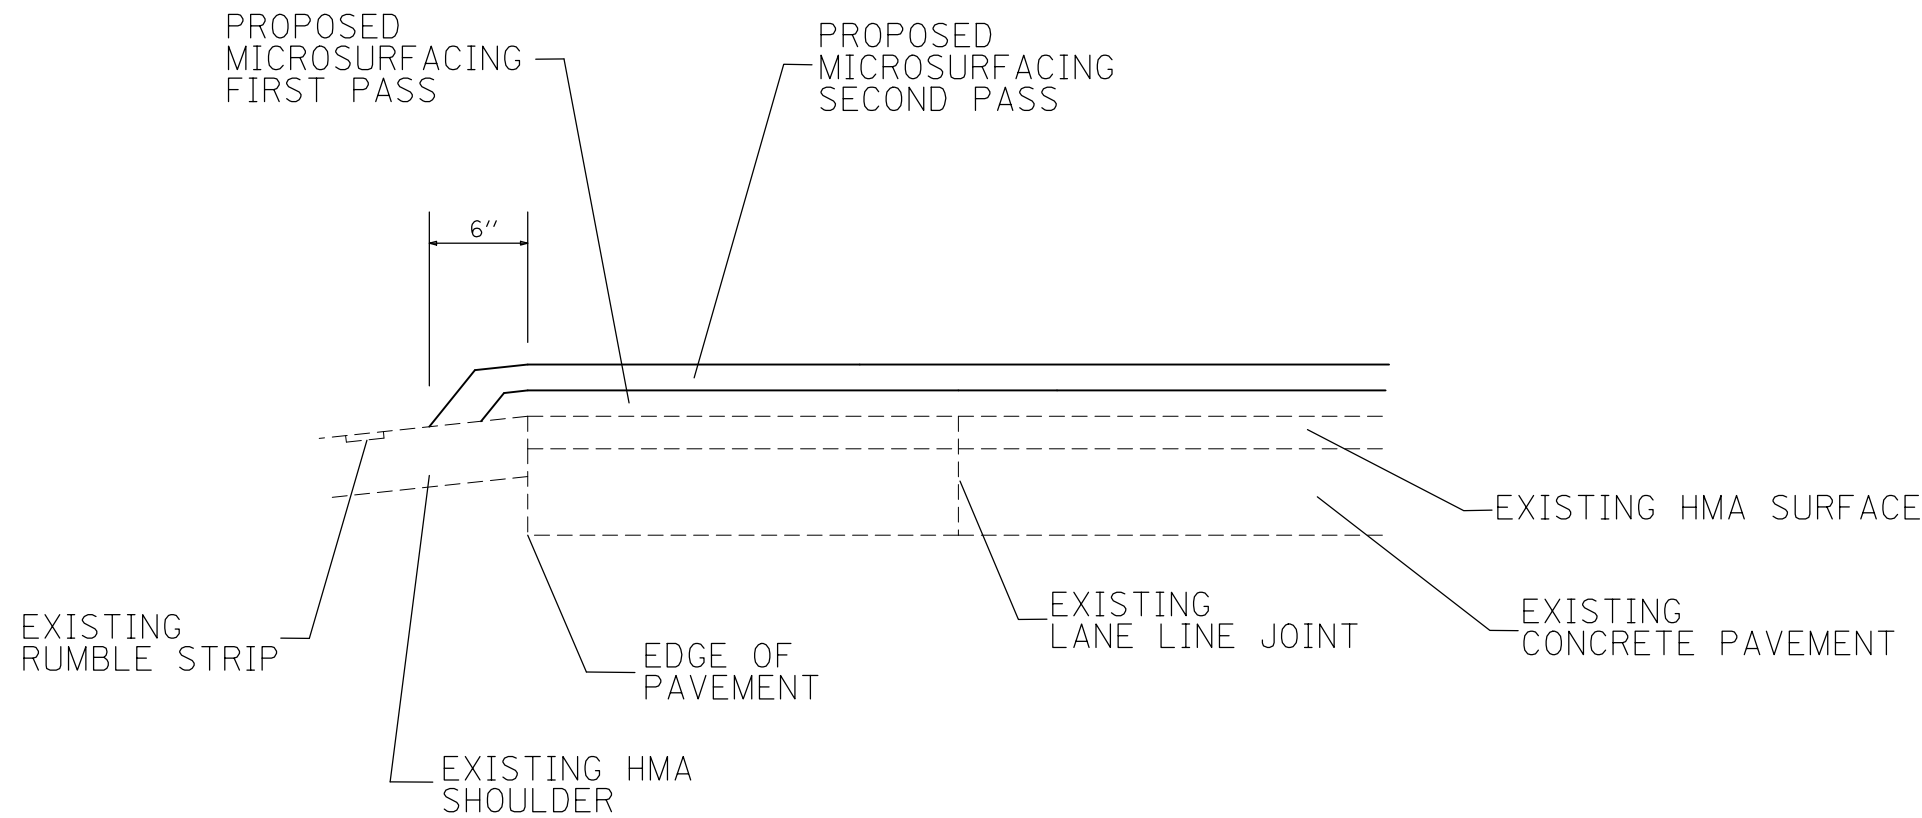 PROPOSED
MICROSURFACING
FIRST PASS
PROPOSED
MICROSURFACING
SECOND PASS
6''
EXISTING HMA SURFACE
EXISTING
LANE LINE JOINT
EXISTING
CONCRETE PAVEMENT
EXISTING
RUMBLE STRIP
EDGE OF
PAVEMENT
EXISTING HMA
SHOULDER